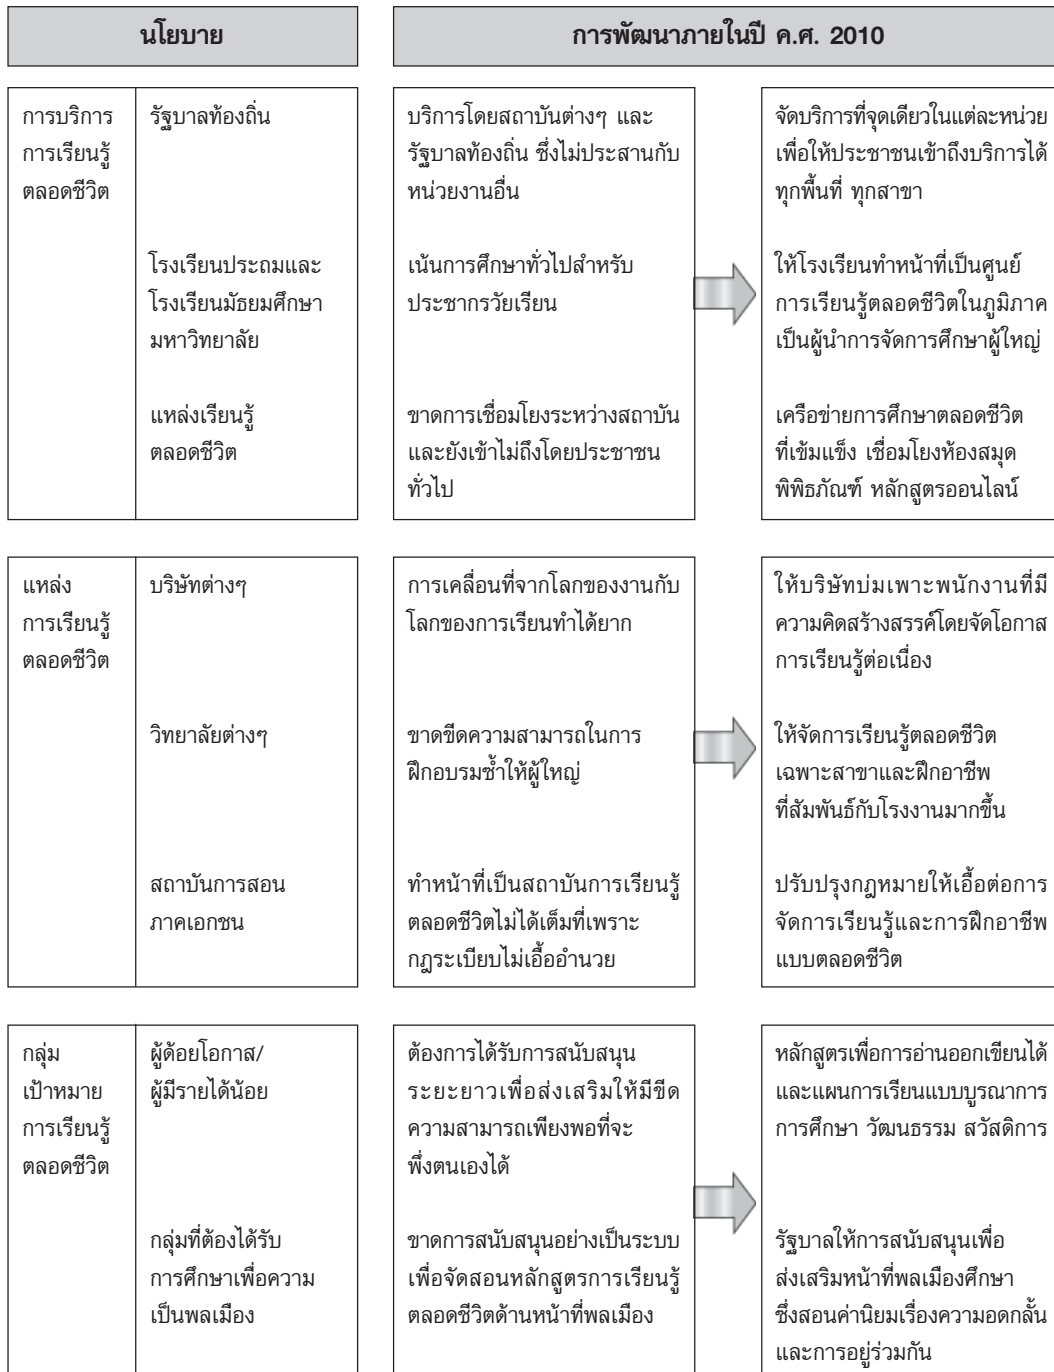 นโยบาย
การพัฒนาภายในปี ค.ศ. 2010
การบริการ
การเรียนรู้
ตลอดชีวิต
รัฐบาลท้องถิ่น
บริการโดยสถาบันต่างๆ และ
รัฐบาลท้องถิ่น ซึ่งไม่ประสานกับ
หน่วยงานอื่น
จัดบริการที่จุดเดียวในแต่ละหน่วย
เพื่อให้ประชาชนเข้าถึงบริการได้
ทุกพื้นที่ ทุกสาขา
โรงเรียนประถมและ
โรงเรียนมัธยมศึกษา
มหาวิทยาลัย
เน้นการศึกษาทั่วไปสำหรับ
ประชากรวัยเรียน
ให้โรงเรียนทำหน้าที่เป็นศูนย์
การเรียนรู้ตลอดชีวิตในภูมิภาค
เป็นผู้นำการจัดการศึกษาผู้ใหญ่
แหล่งเรียนรู้
ตลอดชีวิต
ขาดการเชื่อมโยงระหว่างสถาบัน
และยังเข้าไม่ถึงโดยประชาชน
ทั่วไป
เครือข่ายการศึกษาตลอดชีวิต
ที่เข้มแข็ง เชื่อมโยงห้องสมุด
พิพิธภัณฑ์ หลักสูตรออนไลน์
แหล่ง
การเรียนรู้
ตลอดชีวิต
บริษัทต่างๆ
การเคลื่อนที่จากโลกของงานกับ
โลกของการเรียนทำได้ยาก
ให้บริษัทบ่มเพาะพนักงานที่มี
ความคิดสร้างสรรค์โดยจัดโอกาส
การเรียนรู้ต่อเนื่อง
วิทยาลัยต่างๆ
ขาดขีดความสามารถในการ
ฝึกอบรมซ้ำให้ผู้ใหญ่
ให้จัดการเรียนรู้ตลอดชีวิต
เฉพาะสาขาและฝึกอาชีพ
ที่สัมพันธ์กับโรงงานมากขึ้น
สถาบันการสอน
ภาคเอกชน
ทำหน้าที่เป็นสถาบันการเรียนรู้
ตลอดชีวิตไม่ได้เต็มที่เพราะ
กฎระเบียบไม่เอื้ออำนวย
ปรับปรุงกฎหมายให้เอื้อต่อการ
จัดการเรียนรู้และการฝึกอาชีพ
แบบตลอดชีวิต
กลุ่ม
เป้าหมาย
การเรียนรู้
ตลอดชีวิต
ผู้ด้อยโอกาส/
ผู้มีรายได้น้อย
ต้องการได้รับการสนับสนุน
ระยะยาวเพื่อส่งเสริมให้มีขีด
ความสามารถเพียงพอที่จะ
พึ่งตนเองได้
หลักสูตรเพื่อการอ่านออกเขียนได้
และแผนการเรียนแบบบูรณาการ
การศึกษา วัฒนธรรม สวัสดิการ
กลุ่มที่ต้องได้รับ
การศึกษาเพื่อความ
เป็นพลเมือง
ขาดการสนับสนุนอย่างเป็นระบบ
เพื่อจัดสอนหลักสูตรการเรียนรู้
ตลอดชีวิตด้านหน้าที่พลเมือง
รัฐบาลให้การสนับสนุนเพื่อ
ส่งเสริมหน้าที่พลเมืองศึกษา
ซึ่งสอนค่านิยมเรื่องความอดกลั้น
และการอยู่ร่วมกัน